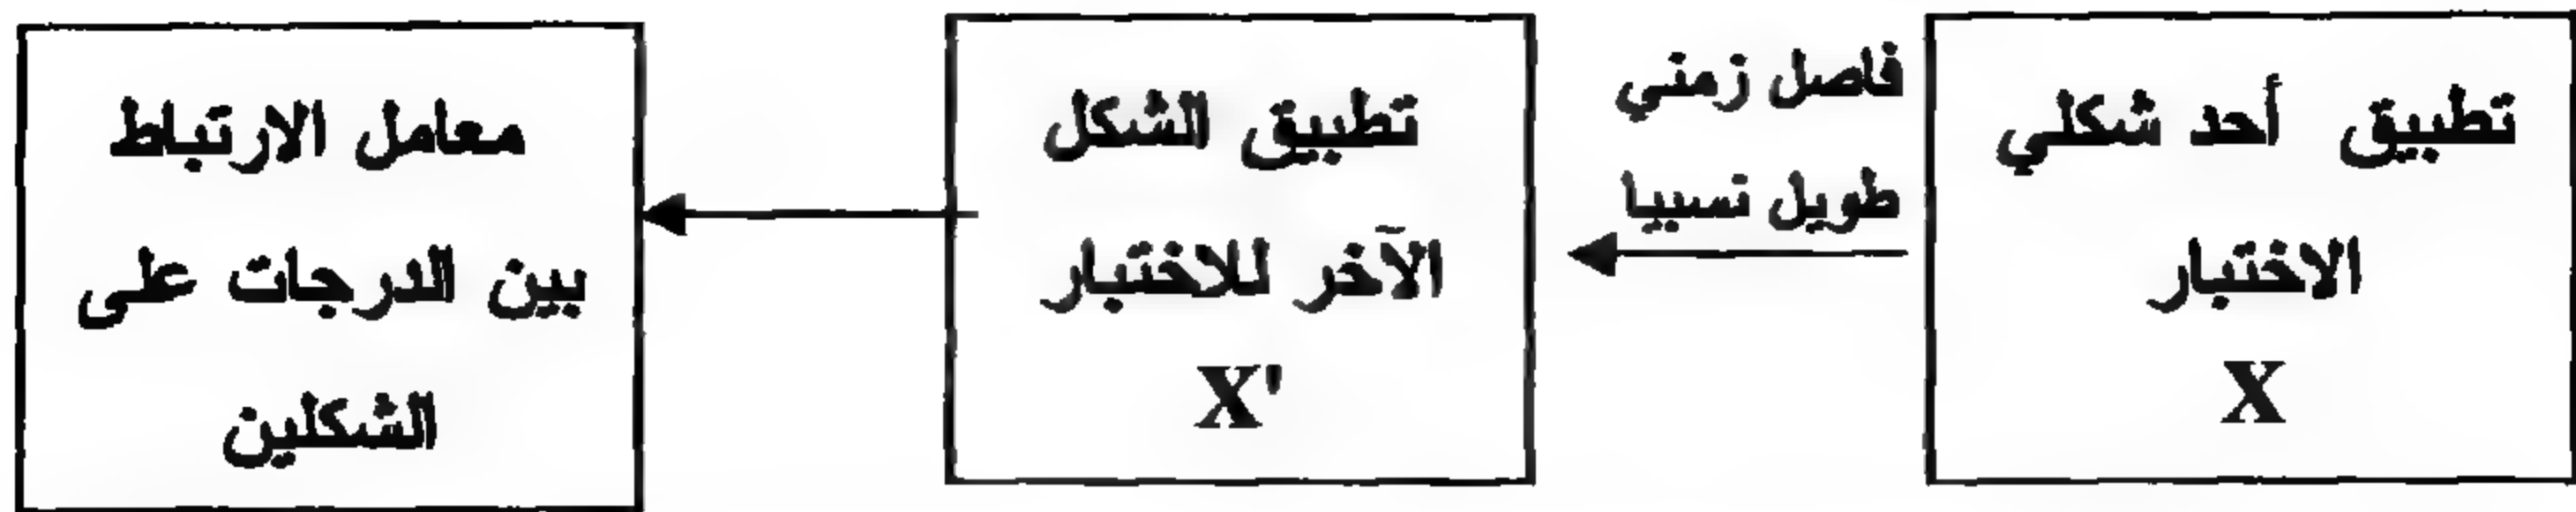 تطبيق أحد شكلي
الاختبار
X
فاصل زمني
طويل نسبيا
تطبيق الشكل
الآخر للاختبار
X'
معامل الارتباط
بين الدرجات على
الشكلين